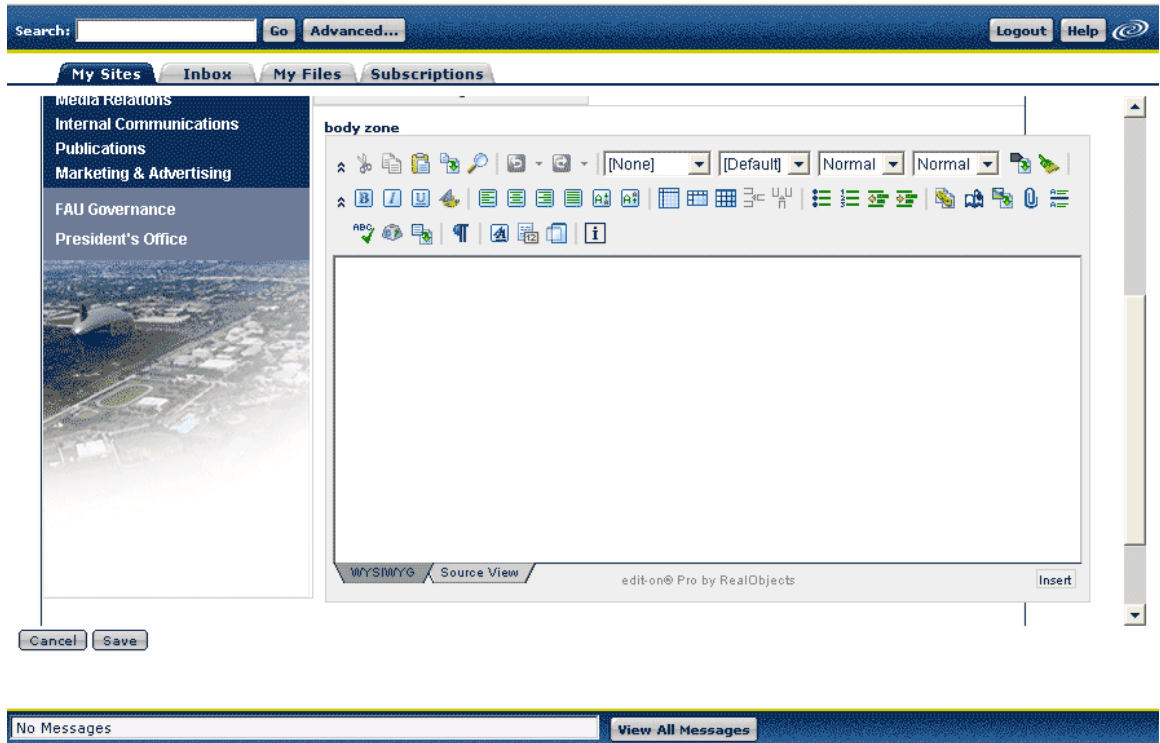 Search: Go Advanced... Logout Help
My Sites Inbox My Files Subscriptions
Media Relations
Internal Communications
Publications
Marketing & Advertising
FAU Governance
President's Office
body zone
[None] [Default] Normal Normal
B I U
ABC
WYSIWYG Source View edit-on® Pro by RealObjects Insert
Cancel Save
No Messages View All Messages